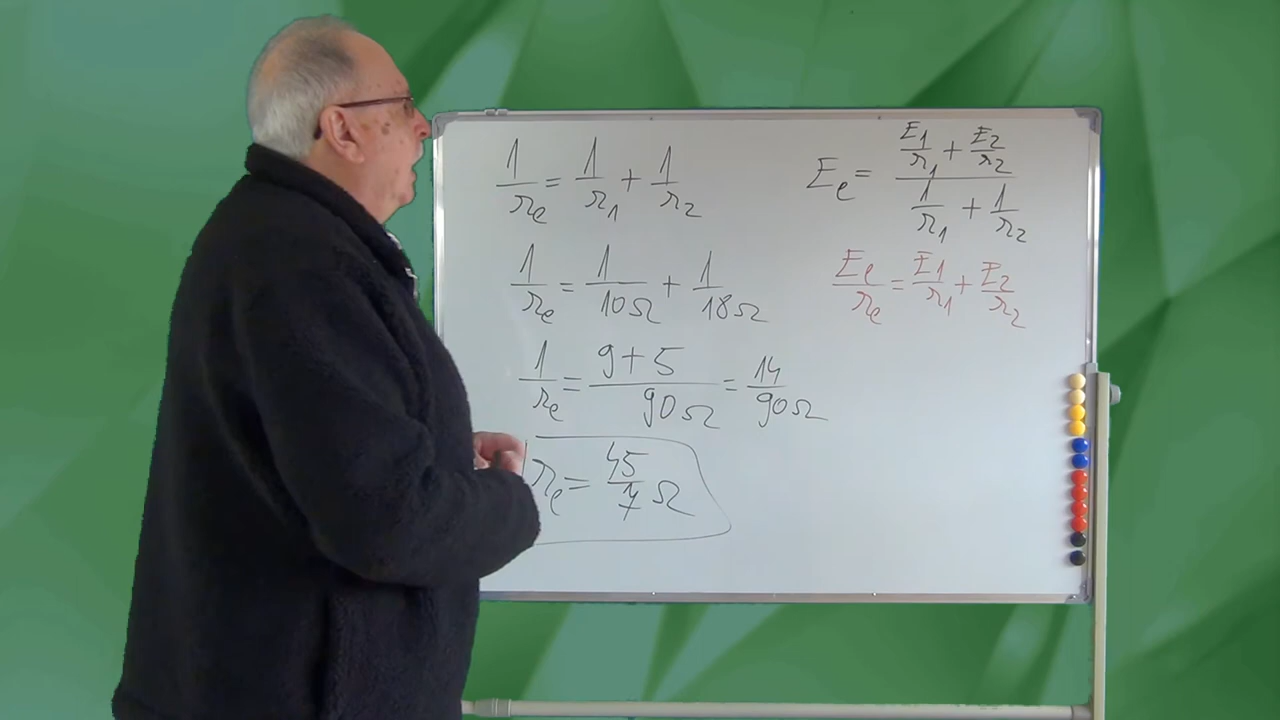 1/r_e = 1/r_1 + 1/r_2
1/r_e = 1/10Ω + 1/18Ω
1/r_e = 9+5/90Ω = 14/90Ω
r_e = 45/7 Ω
E_e = (E_1/r_1 + E_2/r_2)/(1/r_1 + 1/r_2)
E_e/r_e = E_1/r_1 + E_2/r_2